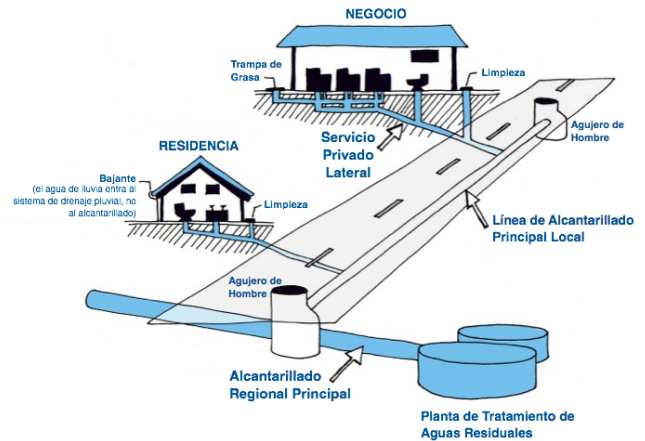 NEGOCIO
Trampa de
Grasa
Limpieza
Servicio
Privado
Lateral
Agujero de
Hombre
RESIDENCIA
Bajante
(el agua de lluvia entra al
sistema de drenaje pluvial, no
al alcantarillado)
Limpieza
Línea de Alcantarillado
Principal Local
Agujero de
Hombre
Alcantarillado
Regional Principal
Planta de Tratamiento de
Aguas Residuales